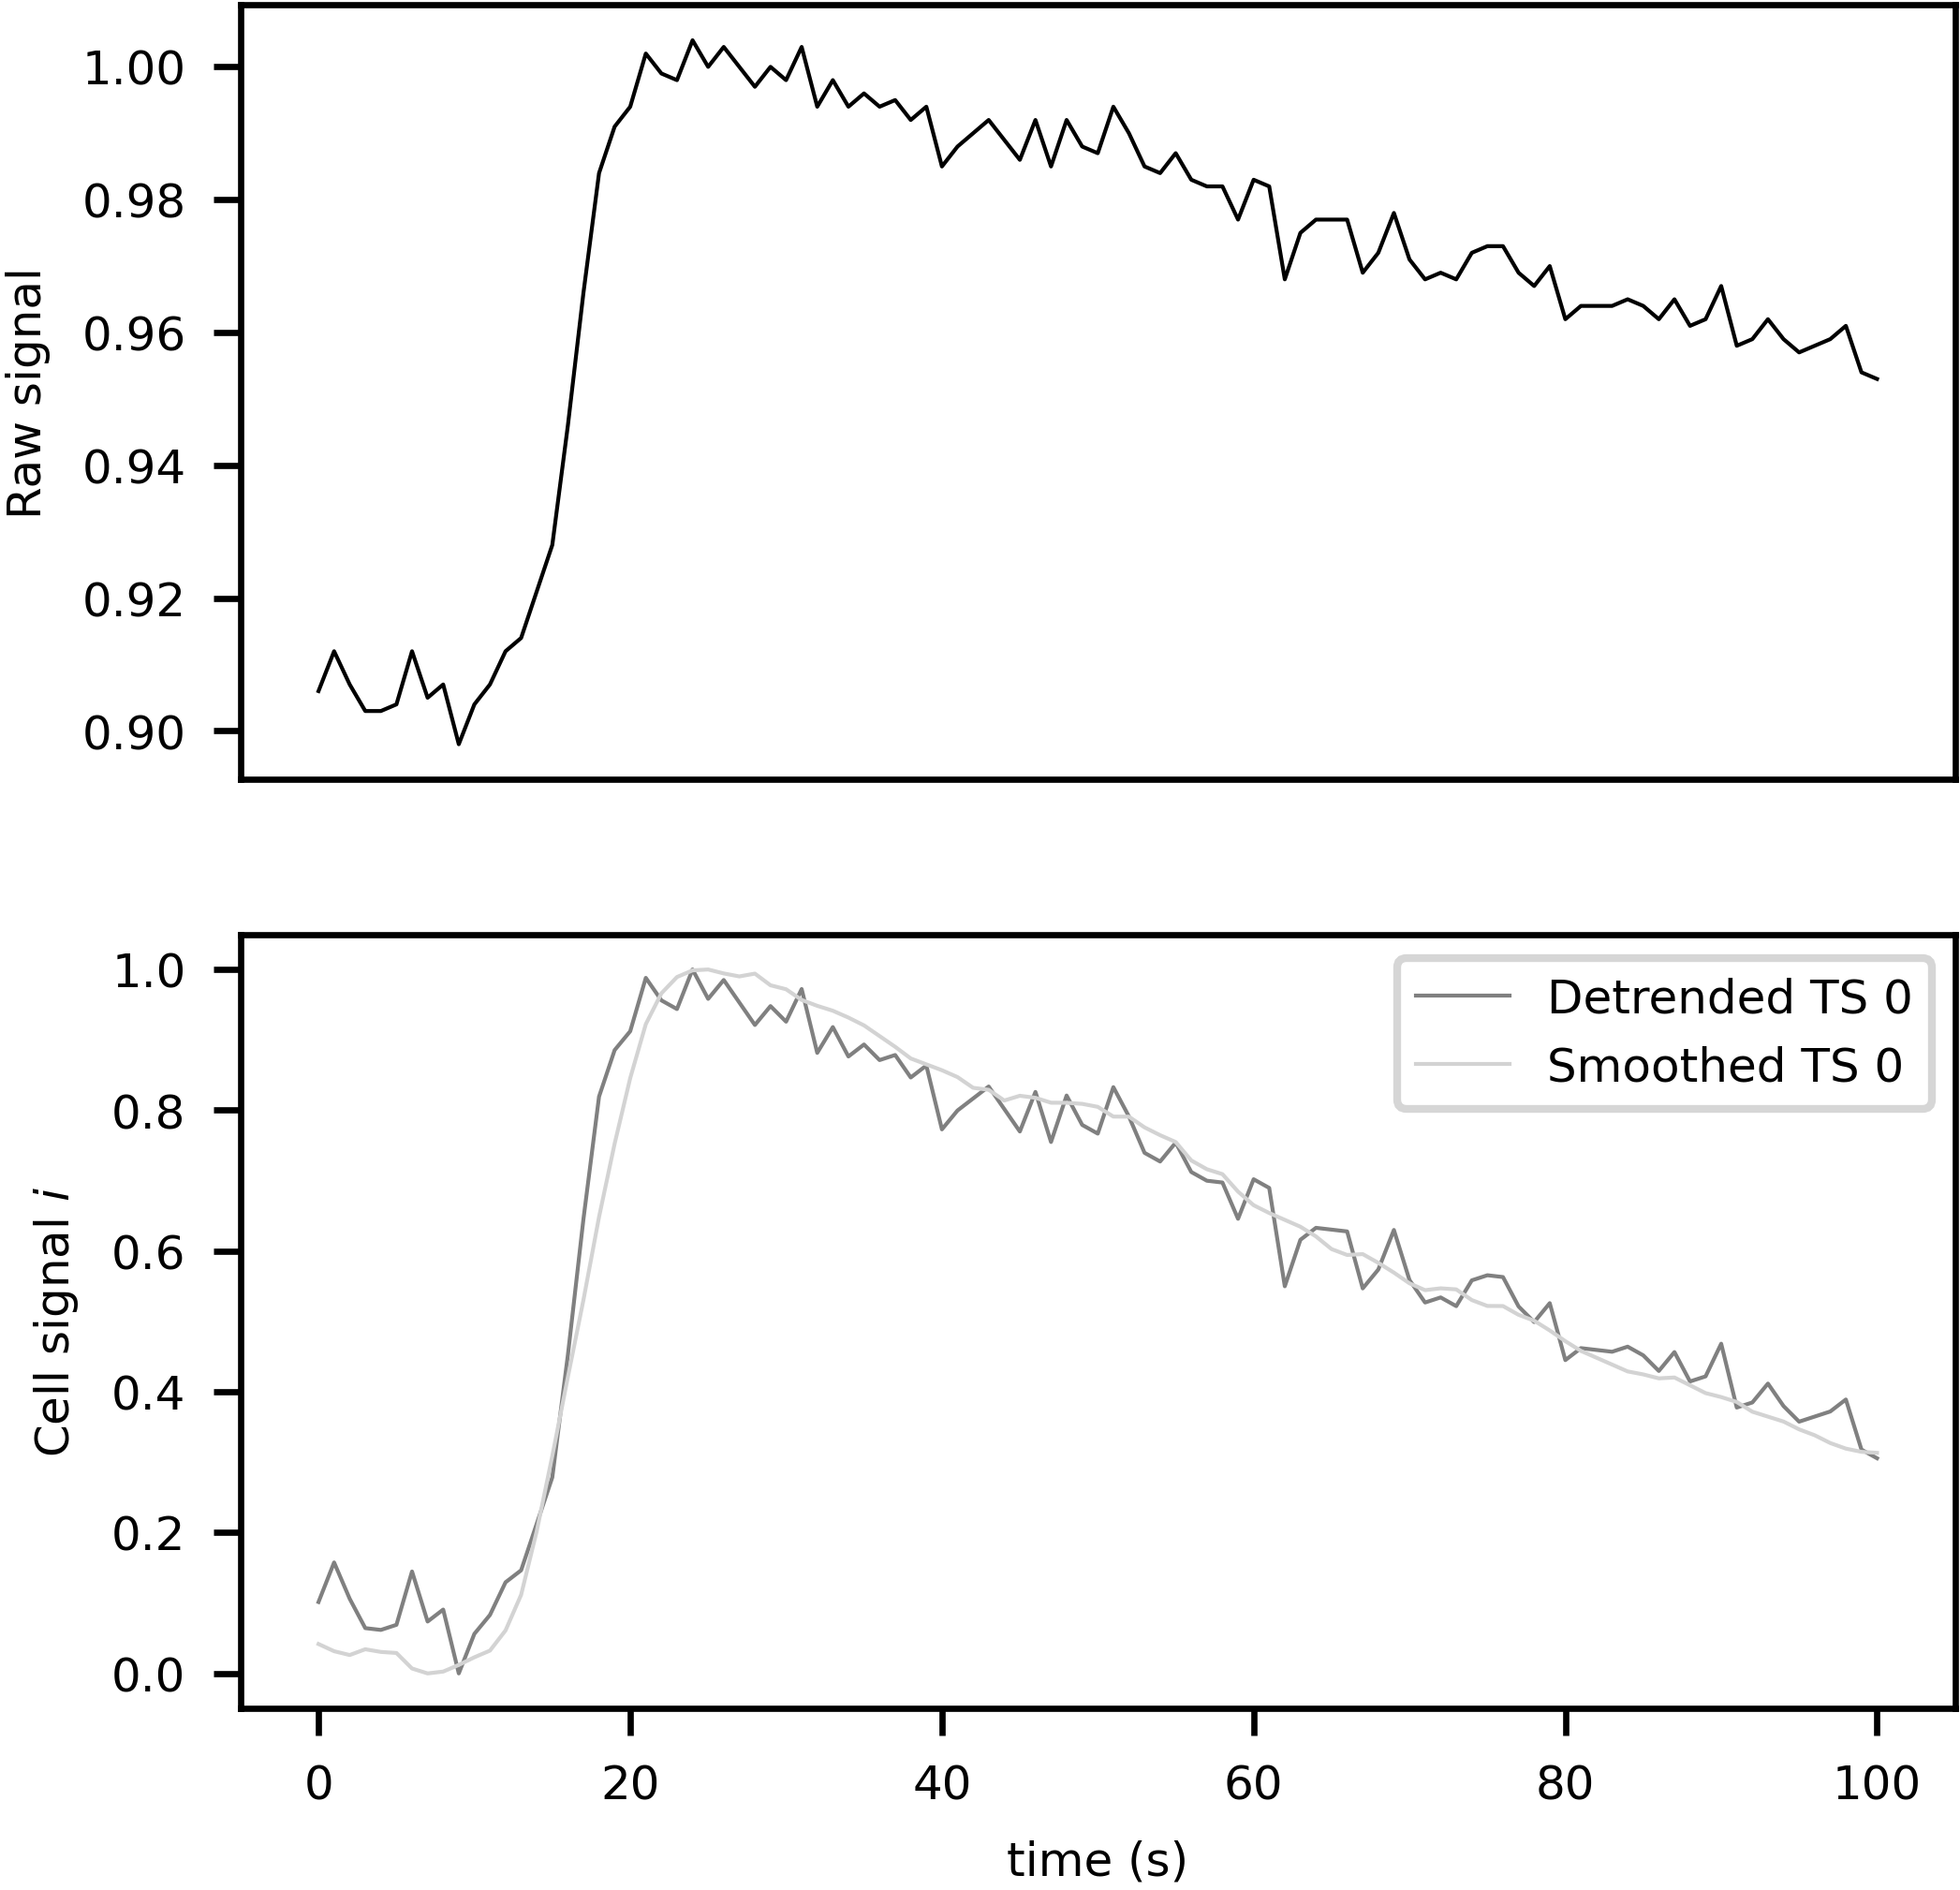 Raw signal
1.00
0.98
0.96
0.94
0.92
0.90
Cell signal i
1.0
0.8
0.6
0.4
0.2
0.0
Detrended TS 0
Smoothed TS 0
0 20 40 60 80 100
time (s)